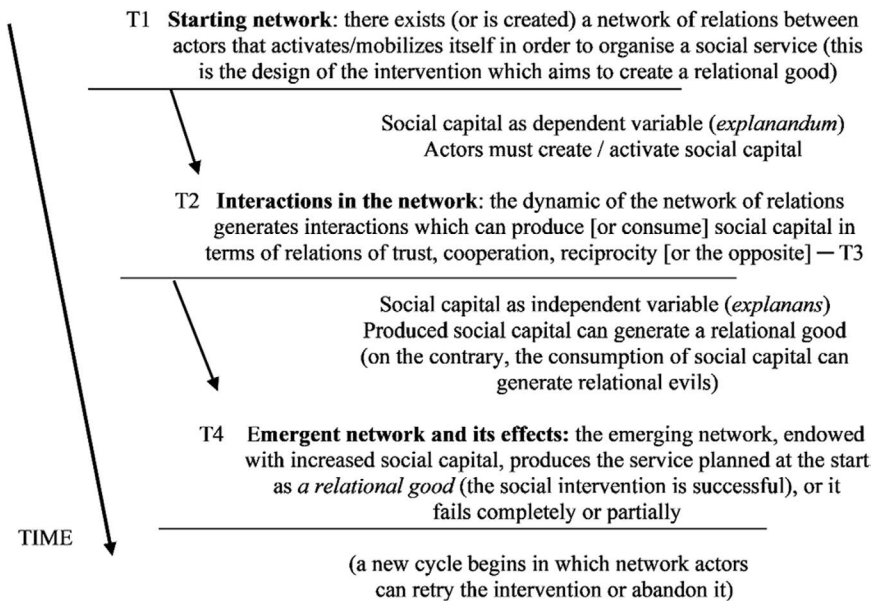 T1 Starting network: there exists (or is created) a network of relations between
actors that activates/mobilizes itself in order to organise a social service (this
is the design of the intervention which aims to create a relational good)
Social capital as dependent variable (explanandum)
Actors must create / activate social capital
T2 Interactions in the network: the dynamic of the network of relations
generates interactions which can produce [or consume] social capital in
terms of relations of trust, cooperation, reciprocity [or the opposite] — T3
Social capital as independent variable (explanans)
Produced social capital can generate a relational good
(on the contrary, the consumption of social capital can
generate relational evils)
T4 Emergent network and its effects: the emerging network, endowed
with increased social capital, produces the service planned at the start
as a relational good (the social intervention is successful), or it
fails completely or partially
TIME
(a new cycle begins in which network actors
can retry the intervention or abandon it)